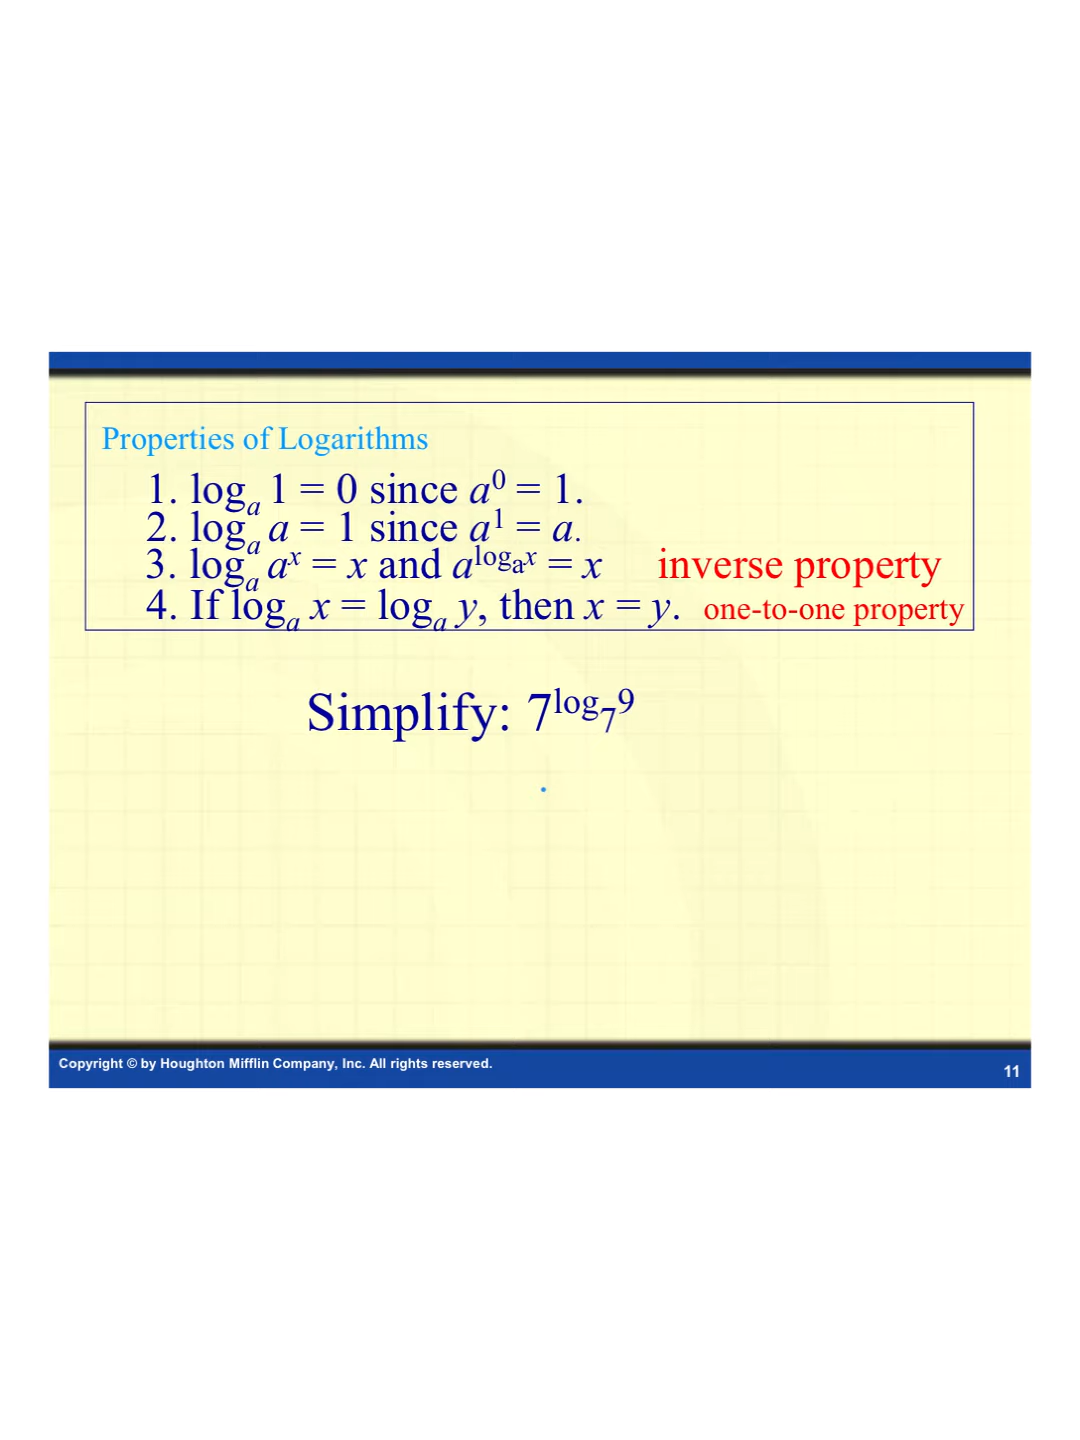 Properties of Logarithms
1. logₐ 1 = 0 since a⁰ = 1.
2. logₐ a = 1 since a¹ = a.
3. logₐ aˣ = x and a^(logₐx) = x inverse property
4. If logₐ x = logₐ y, then x = y. one-to-one property
Simplify: 7^(log₇9)
.
Copyright © by Houghton Mifflin Company, Inc. All rights reserved.
11